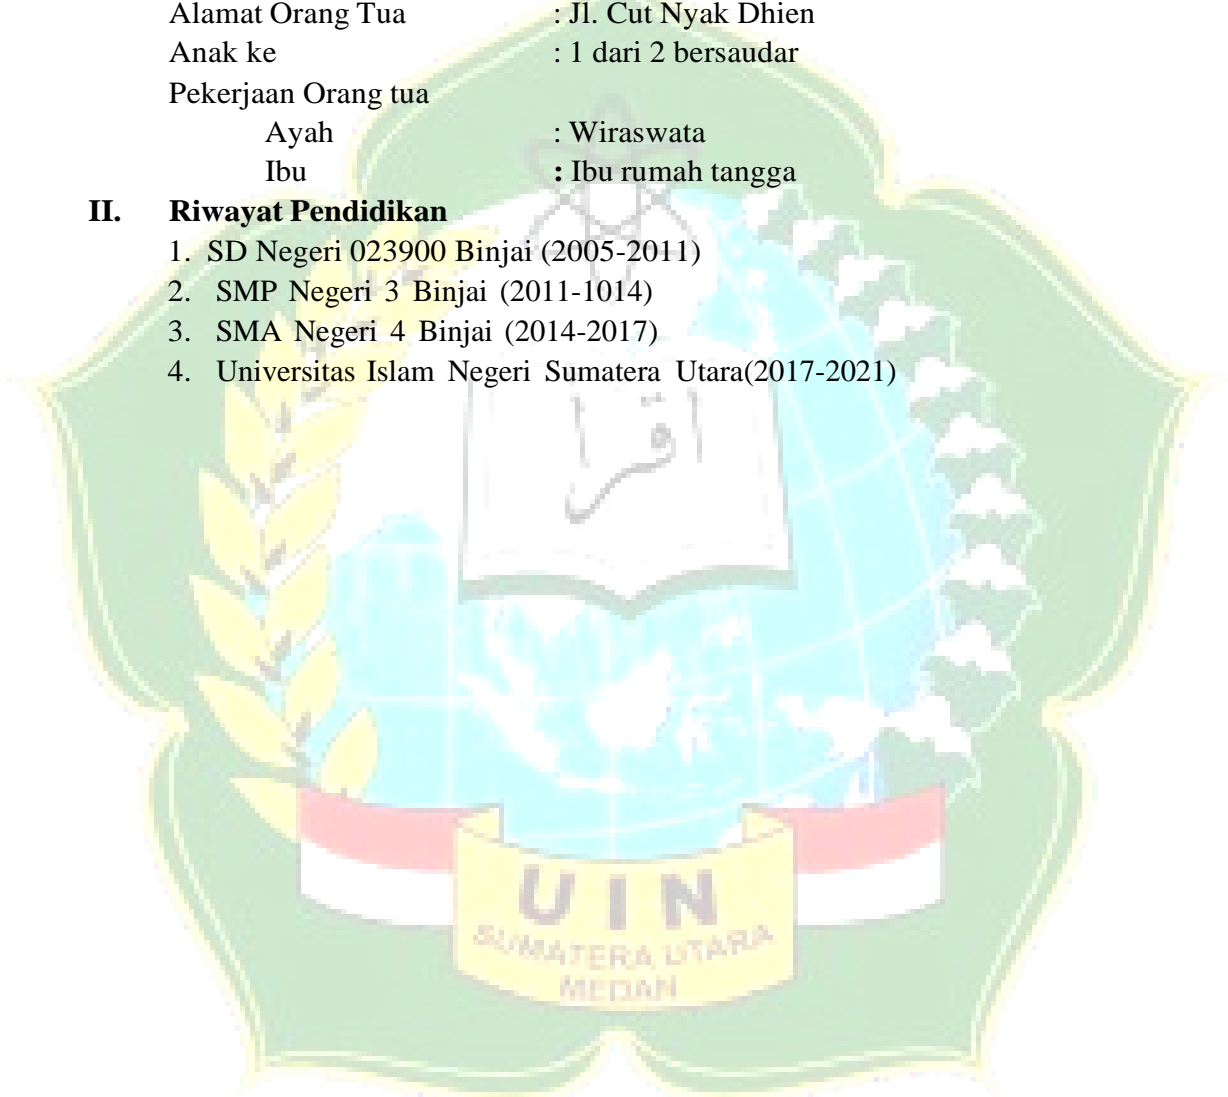 Alamat Orang Tua : Jl. Cut Nyak Dhien
Anak ke : 1 dari 2 bersaudar
Pekerjaan Orang tua
Ayah : Wiraswata
Ibu : Ibu rumah tangga
II. Riwayat Pendidikan
1. SD Negeri 023900 Binjai (2005-2011)
2. SMP Negeri 3 Binjai (2011-1014)
3. SMA Negeri 4 Binjai (2014-2017)
4. Universitas Islam Negeri Sumatera Utara(2017-2021)
اقرأ
UIN
SUMATERA UTARA
MEDAN